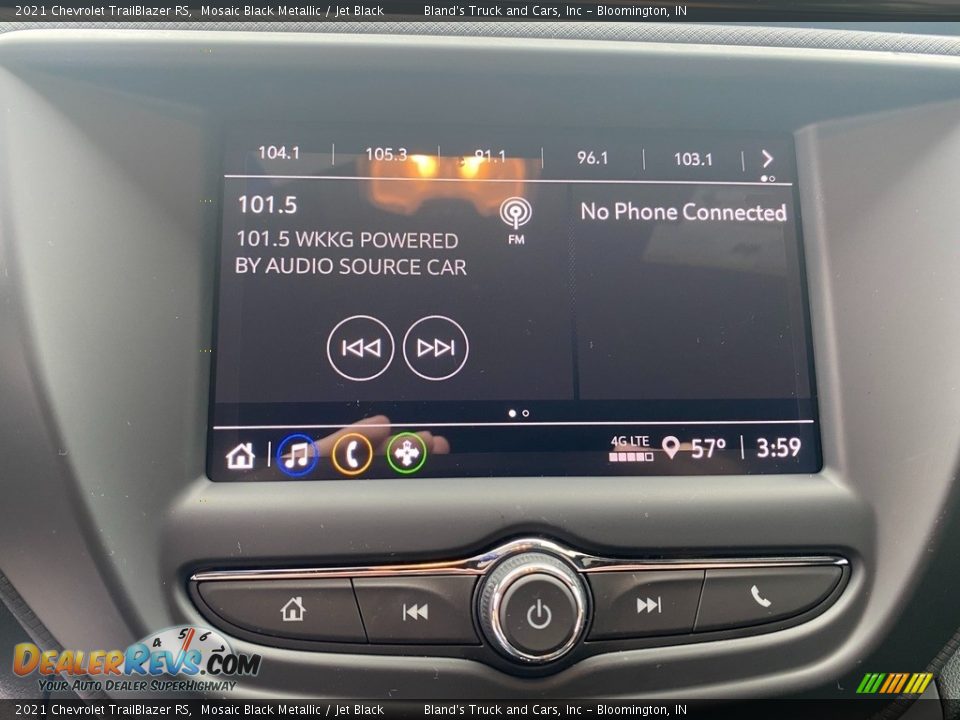 2021 Chevrolet TrailBlazer RS, Mosaic Black Metallic / Jet Black Bland's Truck and Cars, Inc - Bloomington, IN
104.1 105.3 91.1 96.1 103.1
101.5
101.5 WKKG POWERED
BY AUDIO SOURCE CAR
FM
No Phone Connected
4G LTE 57° 3:59
4 5 6
DEALERREVS.COM
YOUR AUTO DEALER SUPERHIGHWAY
2021 Chevrolet TrailBlazer RS, Mosaic Black Metallic / Jet Black Bland's Truck and Cars, Inc - Bloomington, IN